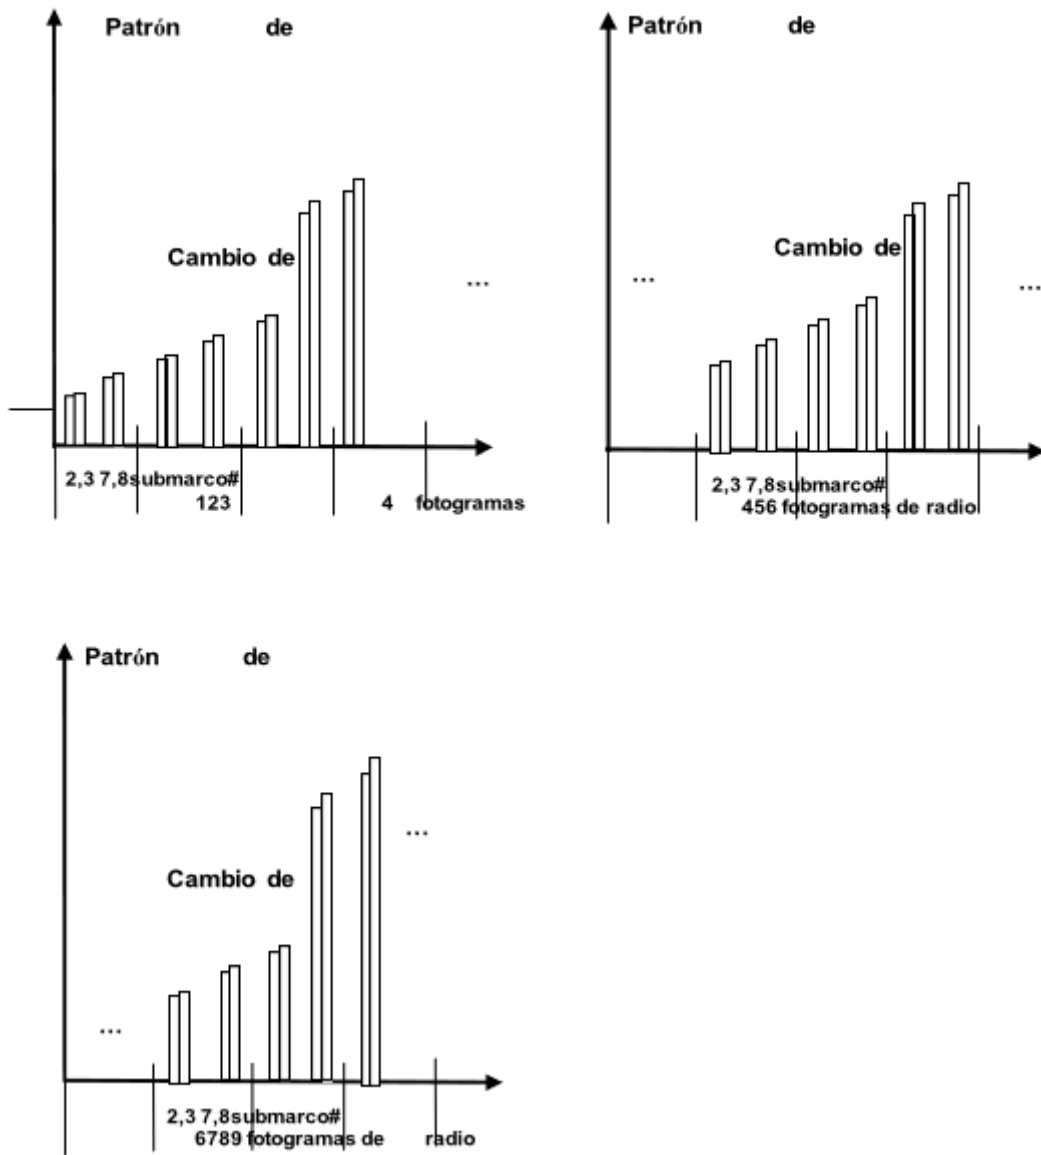 Patrón de
Cambio de
...
2,3 7,8submarco#
123 4 fotogramas
Patrón de
Cambio de
...
...
2,3 7,8submarco#
456 fotogramas de radio
Patrón de
...
Cambio de
...
2,3 7,8submarco#
6789 fotogramas de radio